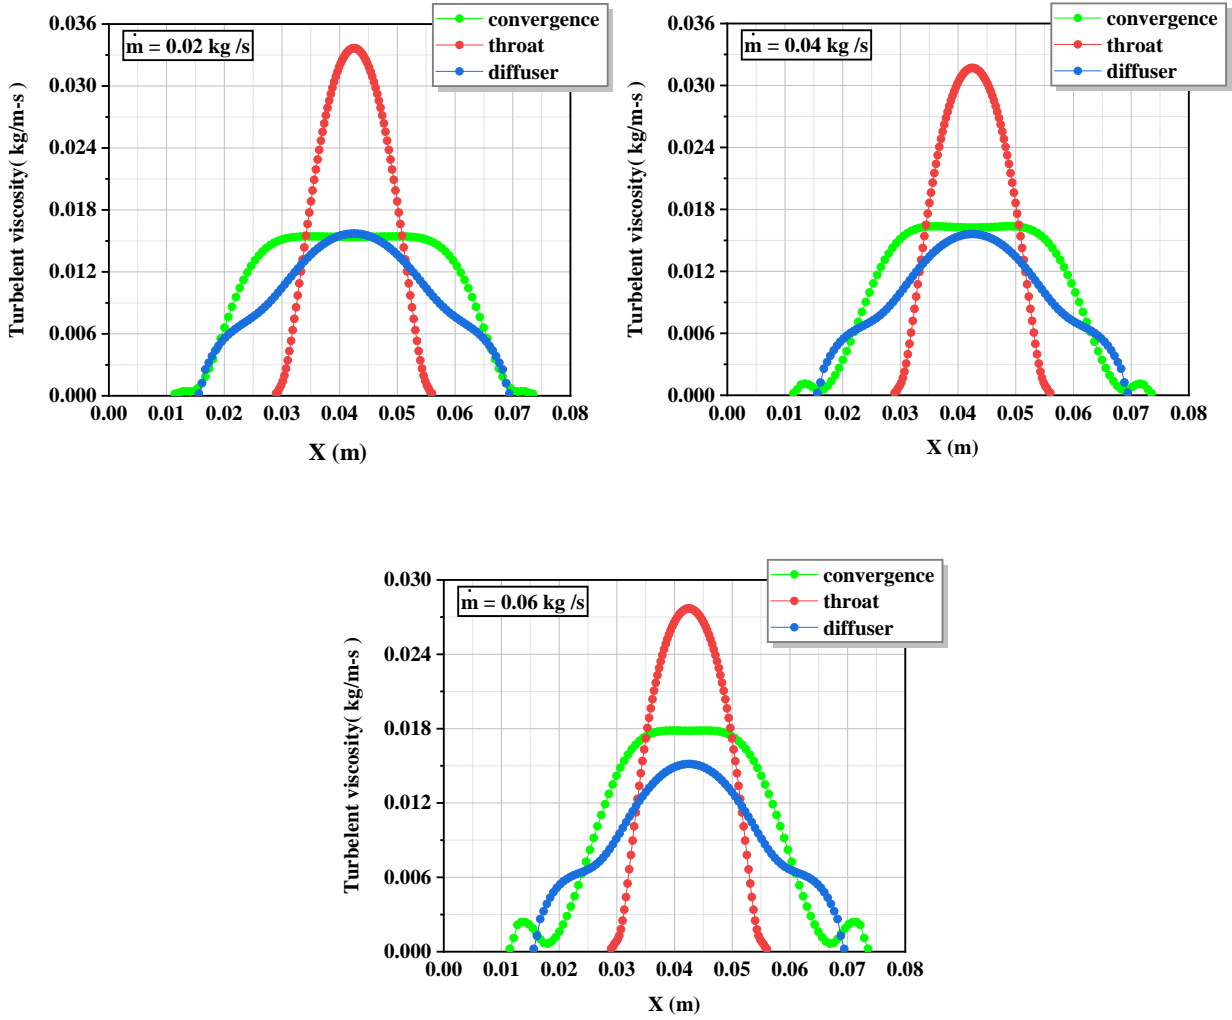 convergence
throat
diffuser
ṁ = 0.02 kg /s
Turbelent viscosity( kg/m-s )
0.036
0.030
0.024
0.018
0.012
0.006
0.000
0.00 0.01 0.02 0.03 0.04 0.05 0.06 0.07 0.08
X (m)
convergence
throat
diffuser
ṁ = 0.04 kg /s
Turbelent viscosity( kg/m-s )
0.036
0.030
0.024
0.018
0.012
0.006
0.000
0.00 0.01 0.02 0.03 0.04 0.05 0.06 0.07 0.08
X (m)
convergence
throat
diffuser
ṁ = 0.06 kg /s
Turbelent viscosity( kg/m-s )
0.030
0.024
0.018
0.012
0.006
0.000
0.00 0.01 0.02 0.03 0.04 0.05 0.06 0.07 0.08
X (m)